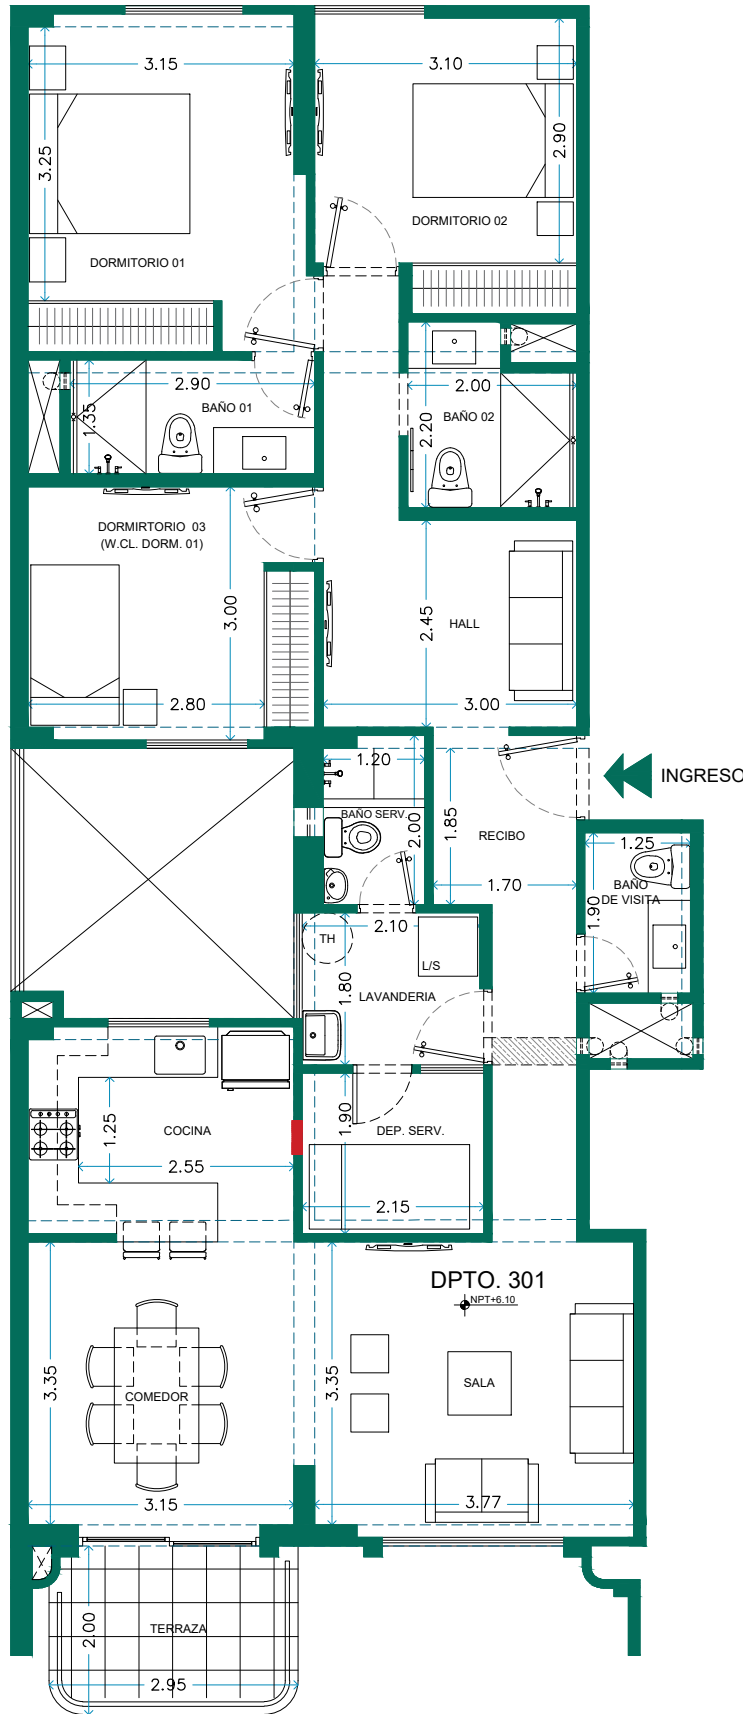 3.15
3.10
3.25
2.90
DORMITORIO 02
DORMITORIO 01
2.90
1.35
BAÑO 01
2.00
BAÑO 02
2.20
DORMIRTORIO 03
(W.CL. DORM. 01)
3.00
2.45
HALL
2.80
3.00
1.20
INGRESO
BAÑO SERV.
2.00
1.85
RECIBO
1.25
1.70
BAÑO
DE VISITA
1.90
2.10
TH
L/S
1.80
LAVANDERIA
1.25
COCINA
1.90
DEP. SERV.
2.55
2.15
DPTO. 301
NPT+6.10
3.35
COMEDOR
3.35
SALA
3.15
3.77
2.00
TERRAZA
2.95